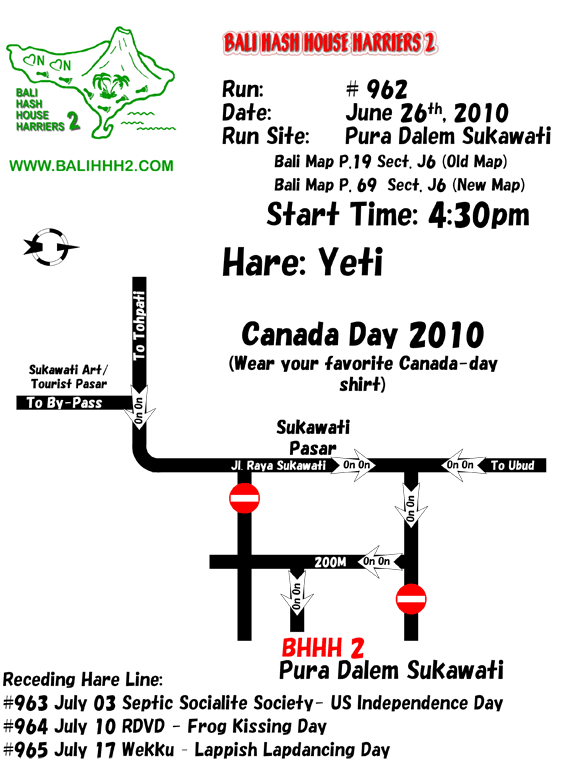 BALI HASH HOUSE HARRIERS 2
N N
BALI
HASH
HOUSE
HARRIERS 2
WWW.BALIHHH2.COM
Run: # 962
Date: June 26th, 2010
Run Site: Pura Dalem Sukawati
Bali Map P.19 Sect. J6 (Old Map)
Bali Map P. 69 Sect. J6 (New Map)
Start Time: 4:30pm
Hare: Yeti
Canada Day 2010
(Wear your favorite Canada-day
shirt)
To Tohpati
Sukawati Art/
Tourist Pasar
To By-Pass
On On
Sukawati
Pasar
Jl. Raya Sukawati
On On
On On
To Ubud
On On
200M
On On
On On
BHHH 2
Pura Dalem Sukawati
Receding Hare Line:
#963 July 03 Septic Socialite Society- US Independence Day
#964 July 10 RDVD - Frog Kissing Day
#965 July 17 Wekku - Lappish Lapdancing Day